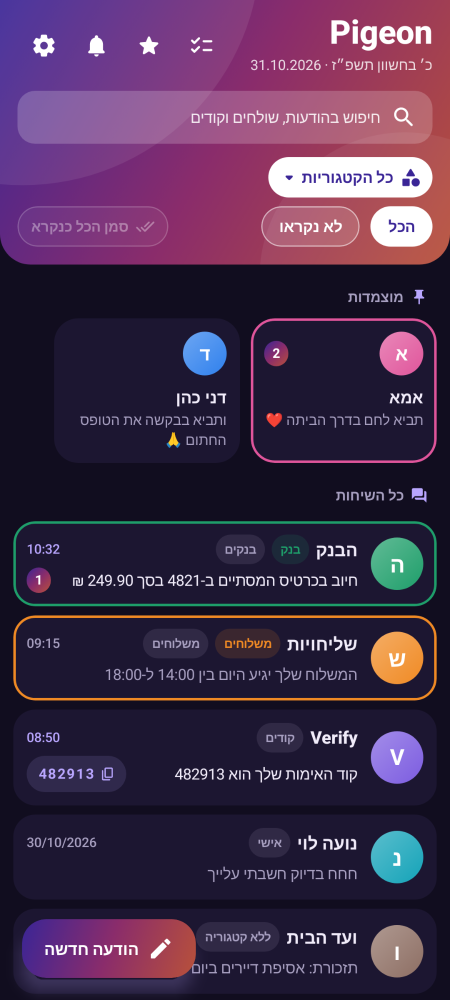 Pigeon
כ׳ בחשוון תשפ״ז · 31.10.2026
חיפוש בהודעות, שולחים וקודים
כל הקטגוריות
הכל
לא נקראו
סמן הכל כנקרא
מוצמדות
א
2
אמא
תביא לחם בדרך הביתה ❤️
ד
דני כהן
ותביא בבקשה את הטופס
החתום 🙏
כל השיחות
ה
הבנק בנק בנקים 10:32
חיוב בכרטיס המסתיים ב-4821 בסך 249.90 ₪ 1
ש
שליחויות משלוחים משלוחים 09:15
המשלוח שלך יגיע היום בין 14:00 ל-18:00
V
Verify קודים 08:50
קוד האימות שלך הוא 482913 482913
נ
נועה לוי אישי 30/10/2026
חחח בדיוק חשבתי עלייך
ו
ועד הבית ללא קטגוריה
תזכורת: אסיפת דיירים ביום
הודעה חדשה